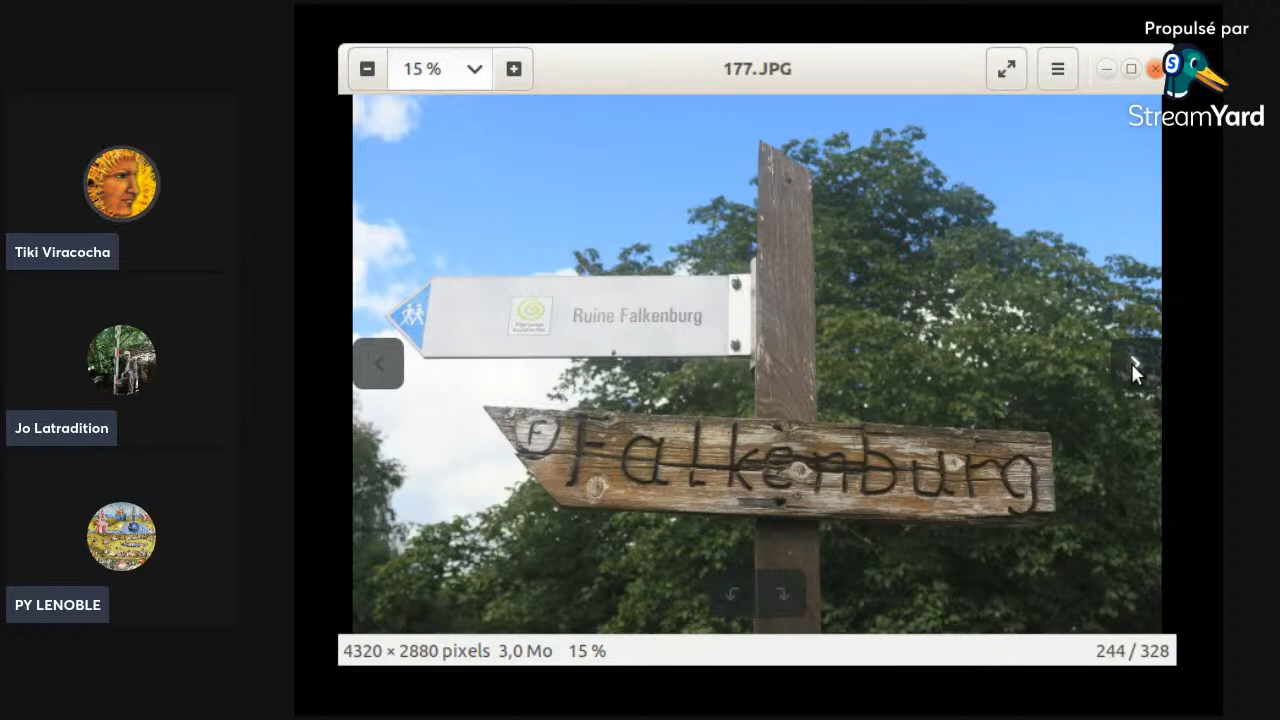 Propulsé par
StreamYard
15 %
177.JPG
Tiki Viracocha
Jo Latradition
PY LENOBLE
Ruine Falkenburg
F Falkenburg
4320 × 2880 pixels 3,0 Mo 15 %
244 / 328